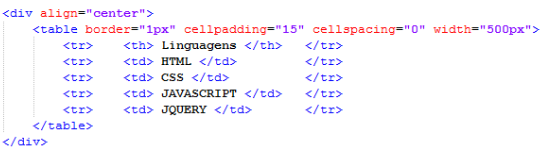 <div align="center">
<table border="1px" cellpadding="15" cellspacing="0" width="500px">
<tr> <th> Linguagens </th> </tr>
<tr> <td> HTML </td> </tr>
<tr> <td> CSS </td> </tr>
<tr> <td> JAVASCRIPT </td> </tr>
<tr> <td> JQUERY </td> </tr>
</table>
</div>